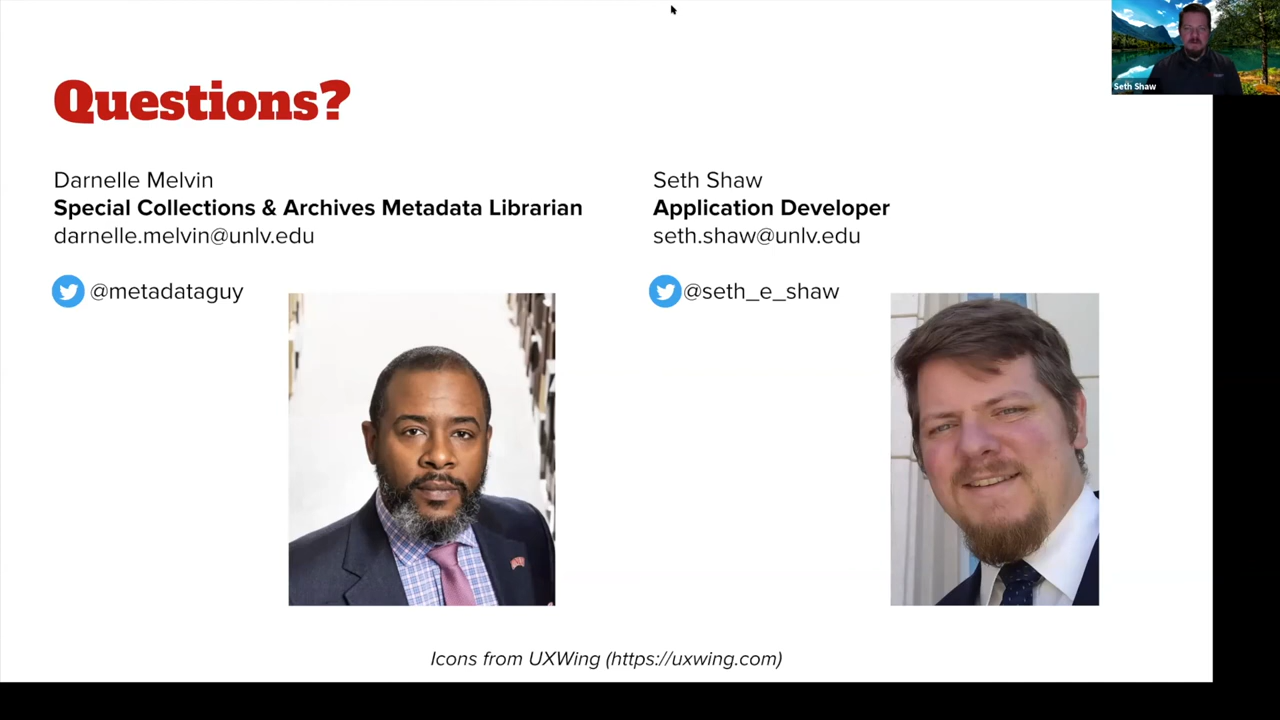 Seth Shaw
Questions?
Darnelle Melvin
Special Collections & Archives Metadata Librarian
darnelle.melvin@unlv.edu
@metadataguy
Seth Shaw
Application Developer
seth.shaw@unlv.edu
@seth_e_shaw
Icons from UXWing (https://uxwing.com)